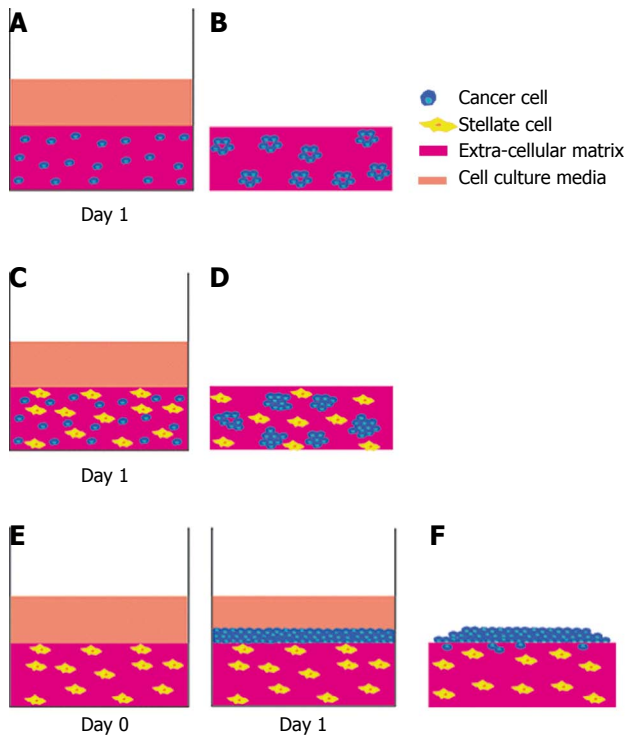 A
B
Cancer cell
Stellate cell
Extra-cellular matrix
Cell culture media
Day 1
C
D
Day 1
E
F
Day 0
Day 1